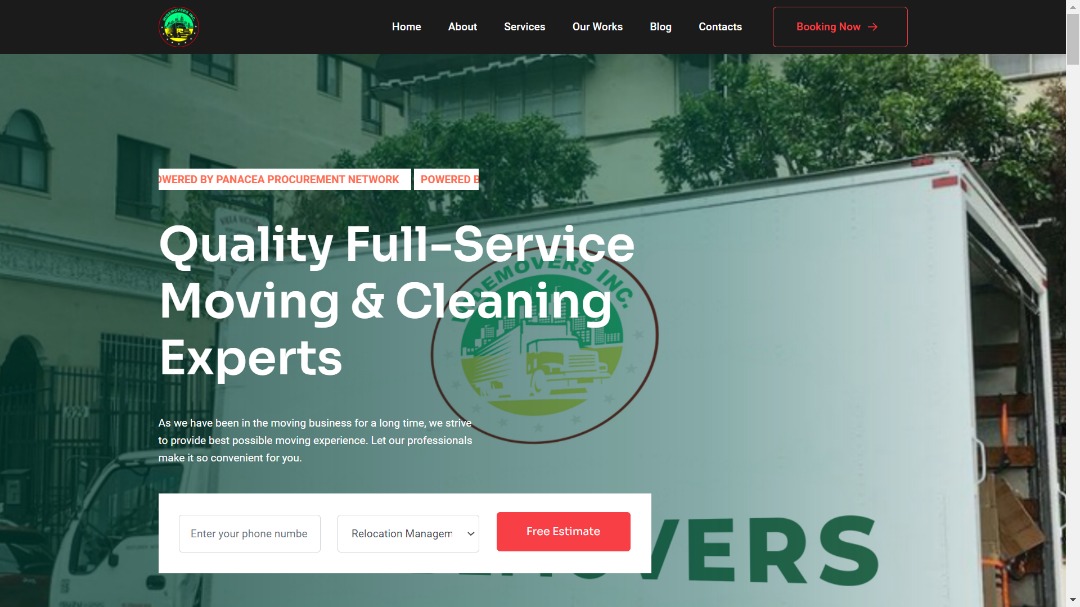 Home About Services Our Works Blog Contacts Booking Now
OWERED BY PANACEA PROCUREMENT NETWORK POWERED B
Quality Full-Service
Moving & Cleaning
Experts
EMOVERS INC.
As we have been in the moving business for a long time, we strive
to provide best possible moving experience. Let our professionals
make it so convenient for you.
Enter your phone numbe Relocation Managem Free Estimate
VERS